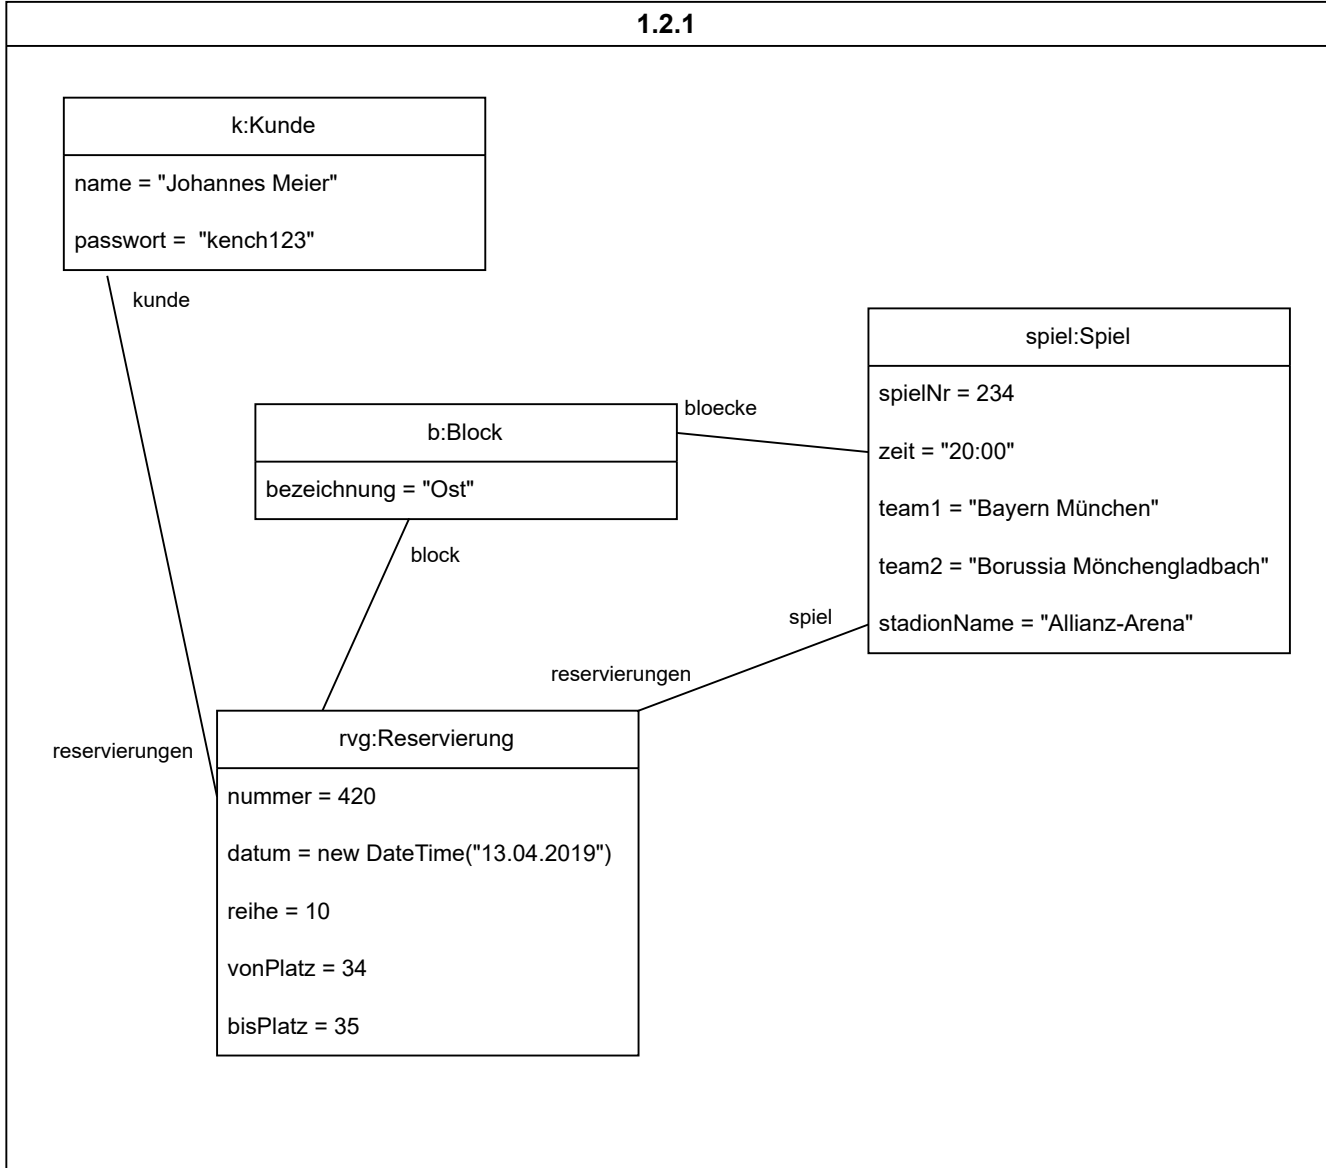 1.2.1
k:Kunde
name = "Johannes Meier"
passwort =  "kench123"
kunde
spiel:Spiel
spielNr = 234
zeit = "20:00"
team1 = "Bayern München"
team2 = "Borussia Mönchengladbach"
stadionName = "Allianz-Arena"
bloecke
b:Block
bezeichnung = "Ost"
block
spiel
reservierungen
reservierungen
rvg:Reservierung
nummer = 420
datum = new DateTime("13.04.2019")
reihe = 10
vonPlatz = 34
bisPlatz = 35